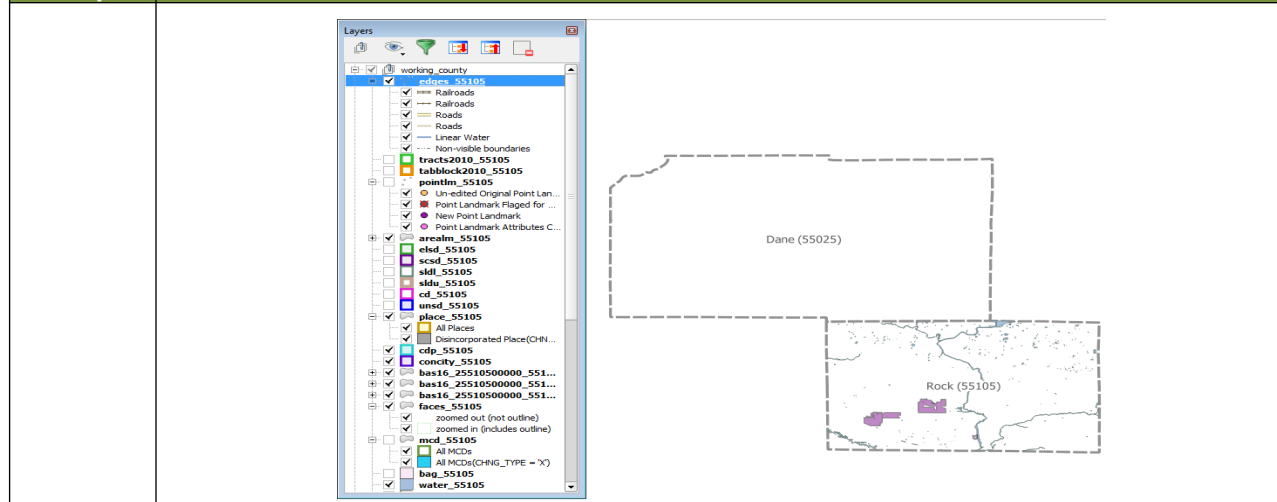 Layers
working_county
edges_55105
Railroads
Railroads
Roads
Roads
Linear Water
Non-visible boundaries
tracts2010_55105
tabblock2010_55105
pointlm_55105
Un-edited Original Point Lan...
Point Landmark Flaged for ...
New Point Landmark
Point Landmark Attributes C...
arealm_55105
elsd_55105
scsd_55105
sldl_55105
sldu_55105
cd_55105
unsd_55105
place_55105
All Places
Disincorporated Place(CHN...
cdp_55105
concity_55105
bas16_25510500000_551...
bas16_25510500000_551...
bas16_25510500000_551...
faces_55105
zoomed out (not outline)
zoomed in (includes outline)
mcd_55105
All MCDs
All MCDs(CHNG_TYPE = 'X')
bag_55105
water_55105
Dane (55025)
Rock (55105)